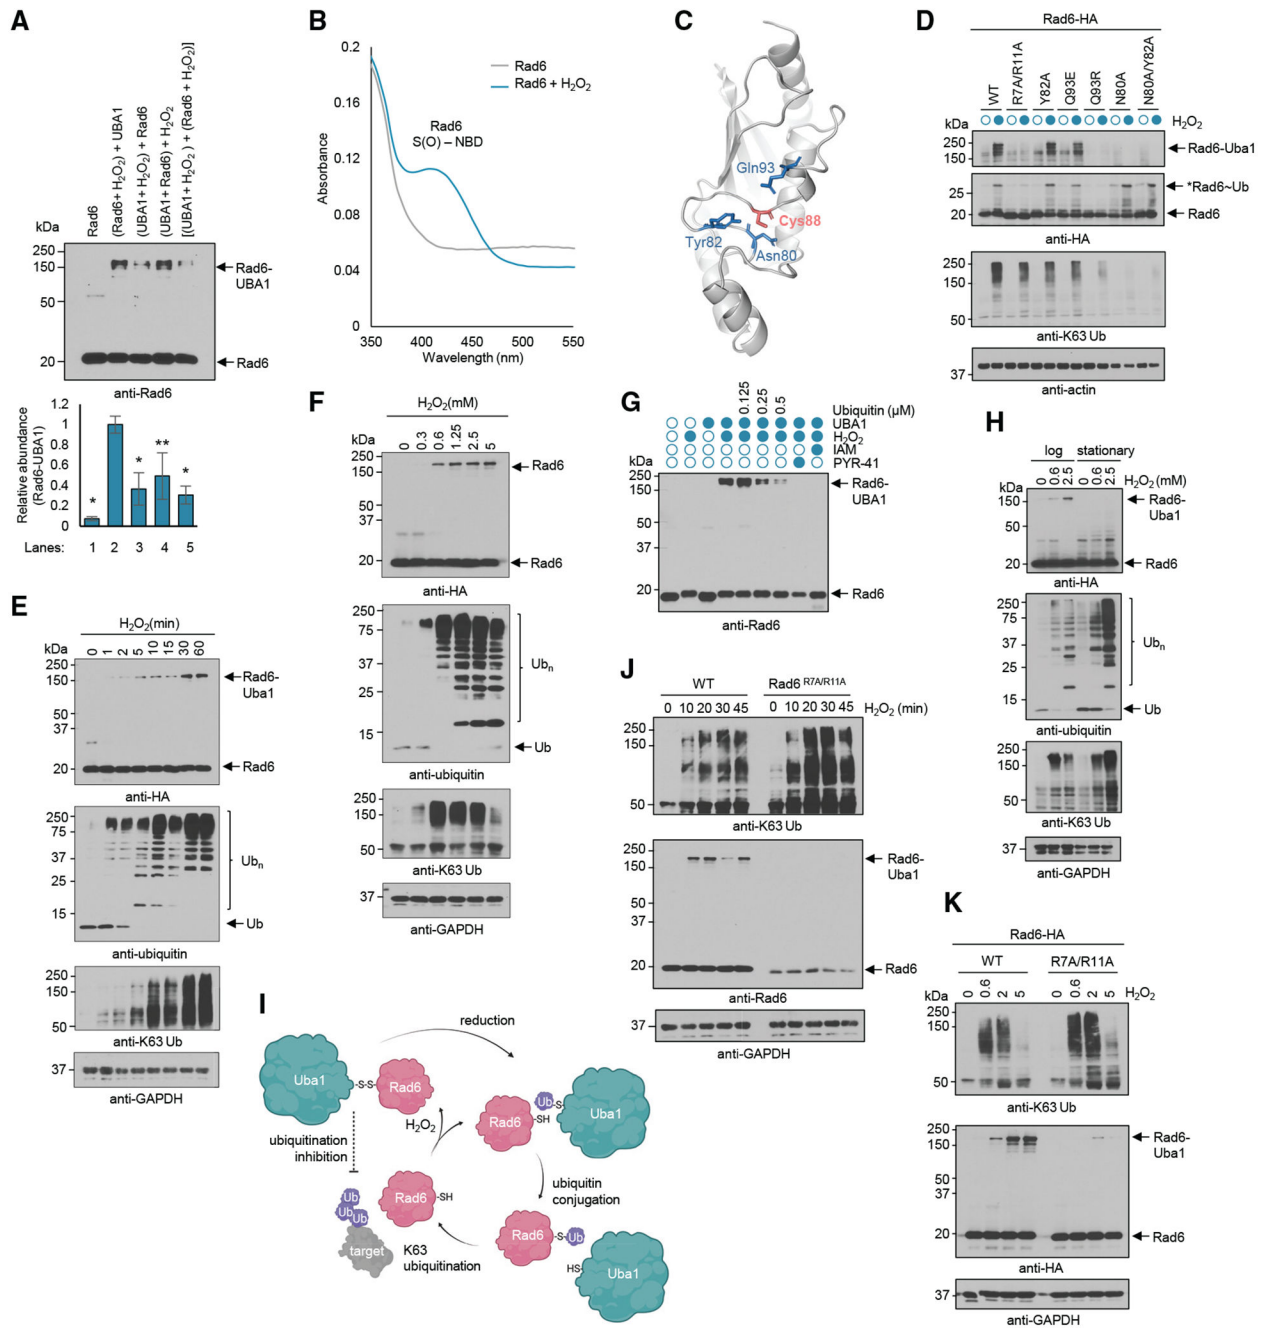 A
Rad6
(Rad6+ H2O2) + UBA1
(UBA1+ H2O2) + Rad6
(UBA1+ Rad6) + H2O2
[(UBA1+ H2O2) + (Rad6 + H2O2)]
kDa
250
150
50
20
Rad6-
UBA1
Rad6
anti-Rad6
Relative abundance
(Rad6-UBA1)
1.2
1
0.8
0.6
0.4
0.2
0
*
*
**
*
Lanes: 1 2 3 4 5
B
0.2
0.16
0.12
0.08
0.04
0
Absorbance
Rad6
Rad6 + H2O2
Rad6
S(O) – NBD
350 400 450 500 550
Wavelength (nm)
C
Gln93
Cys88
Tyr82
Asn80
D
Rad6-HA
WT
R7A/R11A
Y82A
Q93E
Q93R
N80A
N80A/Y82A
H2O2
kDa
250
150
Rad6-Uba1
25
20
*Rad6~Ub
Rad6
anti-HA
250
150
50
anti-K63 Ub
37
anti-actin
E
H2O2(min)
kDa
0 1 2 5 10 15 30 60
250
150
50
37
20
Rad6-
Uba1
Rad6
anti-HA
250
75
37
25
15
Ubn
Ub
anti-ubiquitin
250
150
50
anti-K63 Ub
37
anti-GAPDH
F
H2O2(mM)
kDa
0 0.3 0.6 1.25 2.5 5
250
150
50
37
20
Rad6
Rad6
anti-HA
250
75
37
25
15
Ubn
Ub
anti-ubiquitin
250
150
50
anti-K63 Ub
37
anti-GAPDH
G
0.125 0.25 0.5
Ubiquitin (µM)
UBA1
H2O2
IAM
PYR-41
kDa
250
150
50
37
20
Rad6-
UBA1
Rad6
anti-Rad6
H
log stationary
0 0.6 2.5 0 0.6 2.5
H2O2 (mM)
kDa
150
50
20
Rad6-
Uba1
Rad6
anti-HA
250
75
37
25
15
Ubn
Ub
anti-ubiquitin
250
150
50
anti-K63 Ub
37
anti-GAPDH
I
reduction
Uba1
-S-S-
Rad6
H2O2
Rad6
-SH
Ub
-S-
Uba1
ubiquitination
inhibition
ubiquitin
conjugation
Rad6
-SH
Ub
Ub
Ub
target
K63
ubiquitination
Rad6
-S-
Ub
HS-
Uba1
J
WT Rad6 R7A/R11A
0 10 20 30 45 0 10 20 30 45 H2O2 (min)
kDa
250
150
50
anti-K63 Ub
250
150
50
37
20
Rad6-
Uba1
Rad6
anti-Rad6
37
anti-GAPDH
K
Rad6-HA
WT R7A/R11A
0 0.6 2 5 0 0.6 2 5 H2O2
kDa
250
150
50
anti-K63 Ub
250
150
50
37
20
Rad6-
Uba1
Rad6
anti-HA
37
anti-GAPDH